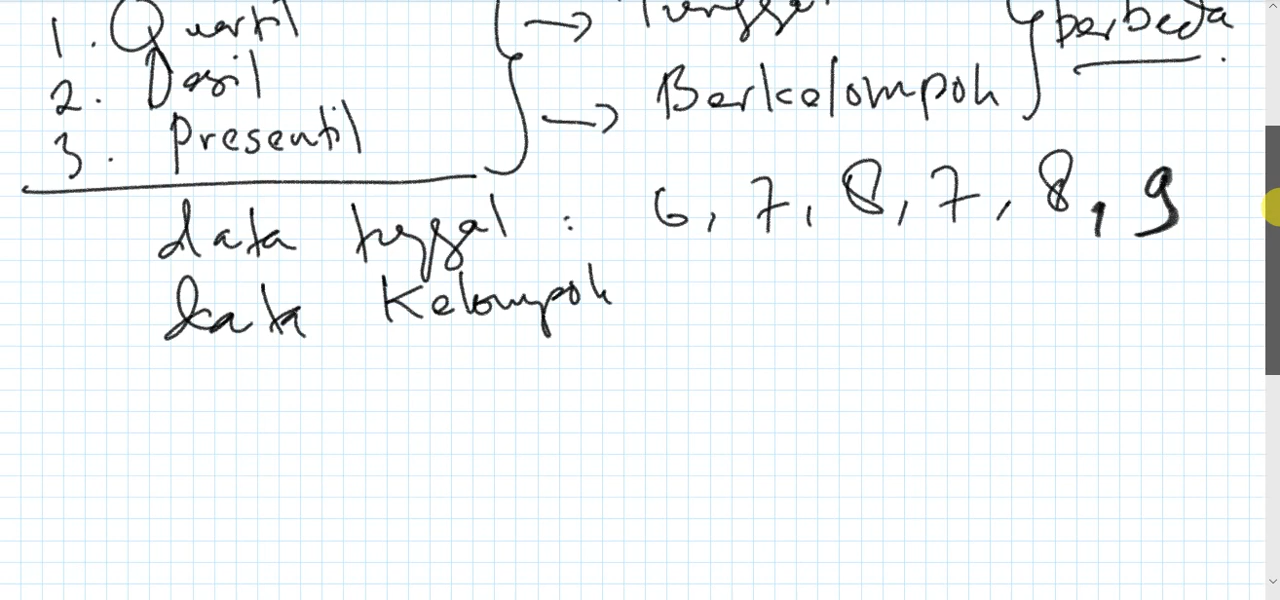 1. Quartil → Tunggal berbeda
2. Desil
→ Berkelompok
3. Presentil
data tunggal : 6, 7, 8, 7, 8, 9
data Kelompok